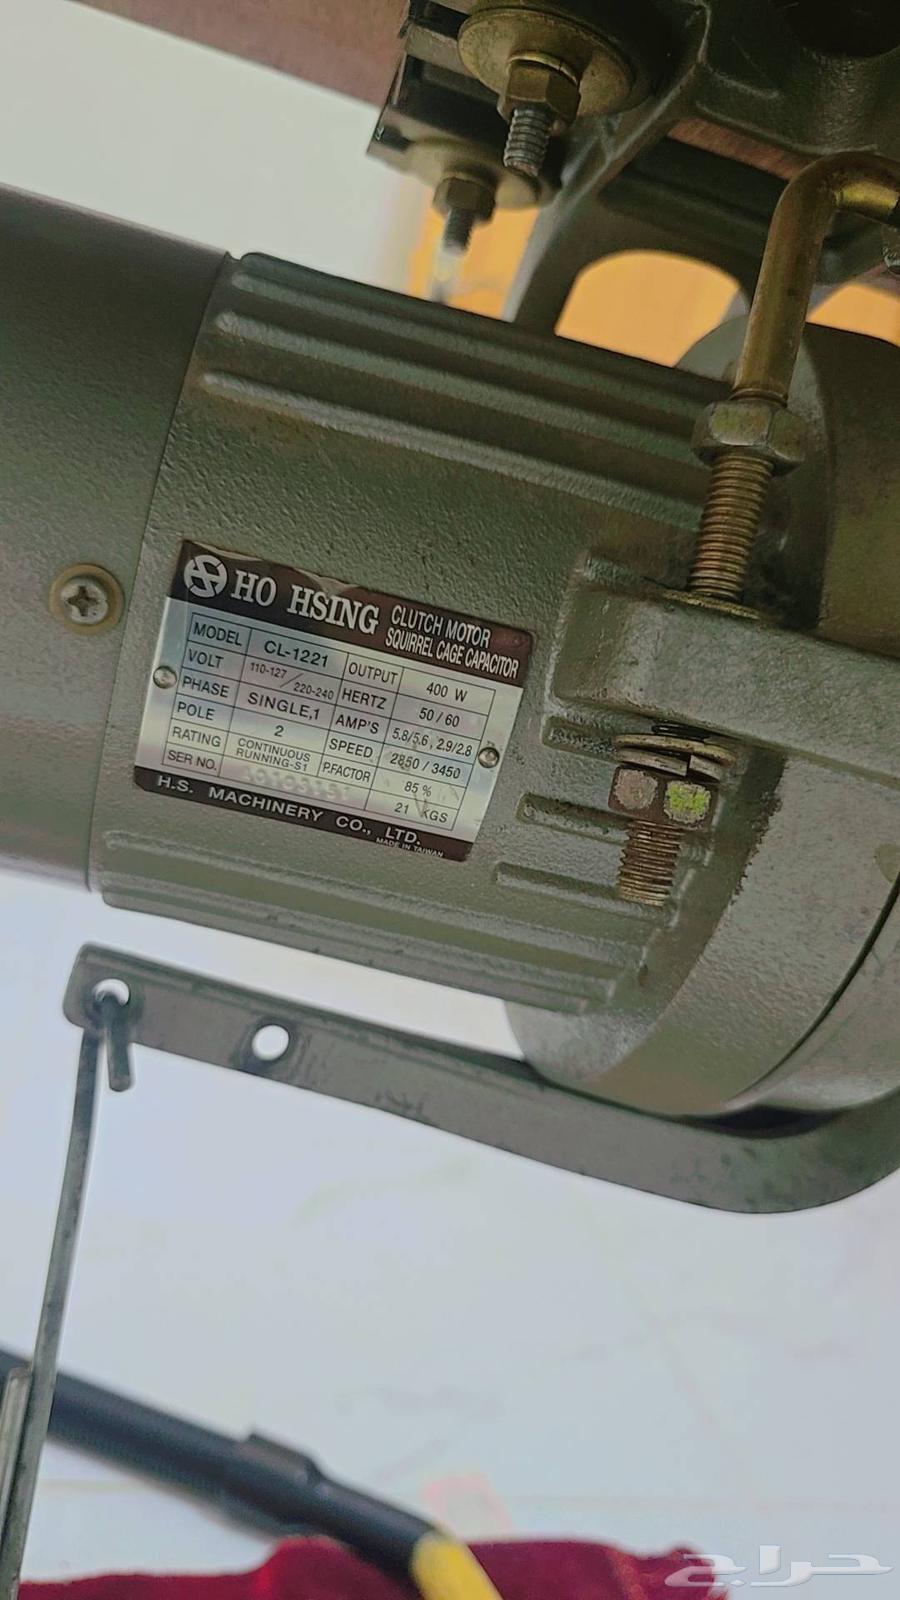 HO HSING CLUTCH MOTOR
SQUIRREL CAGE CAPACITOR
MODEL CL-1221 OUTPUT 400 W
VOLT 110-127/220-240 HERTZ 50/60
PHASE SINGLE,1 AMP'S 5.8/5.6, 2.9/2.8
POLE 2 SPEED 2850/3450
RATING CONTINUOUS RUNNING-S1 P.FACTOR 85 %
SER NO. 21 KGS
H.S. MACHINERY CO., LTD.
MADE IN TAIWAN
حراج